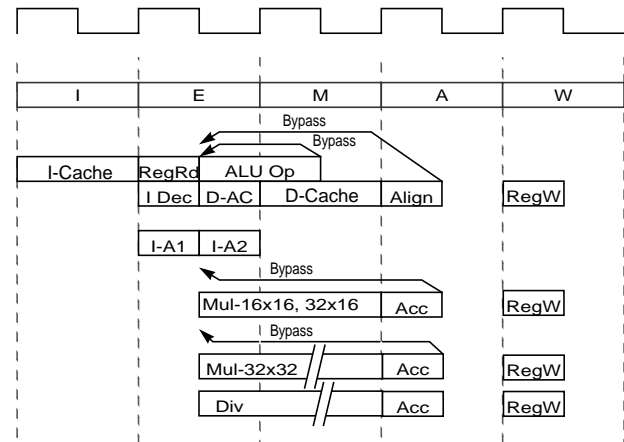 I E M A W
Bypass
Bypass
I-Cache RegRd ALU Op
I Dec D-AC D-Cache Align RegW
I-A1 I-A2
Bypass
Mul-16x16, 32x16 Acc RegW
Bypass
Mul-32x32 Acc RegW
Div Acc RegW